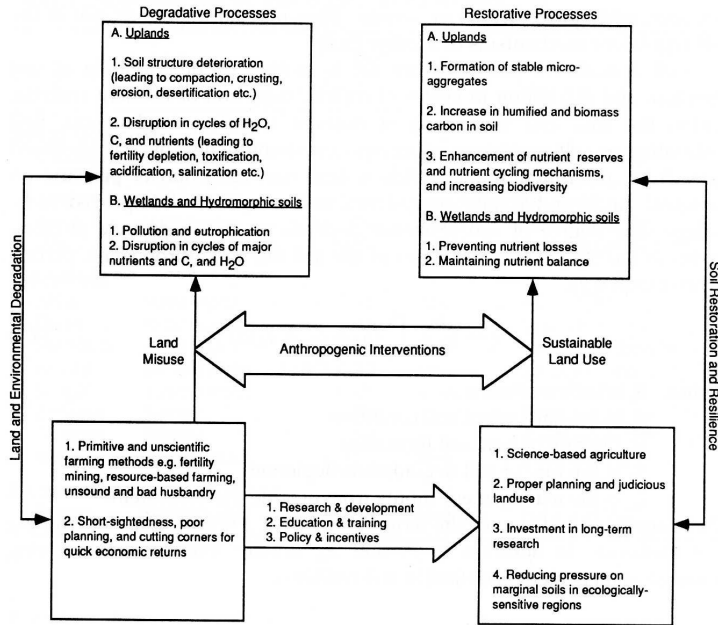 Degradative Processes
A. Uplands
1. Soil structure deterioration
(leading to compaction, crusting,
erosion, desertification etc.)
2. Disruption in cycles of H₂O,
C, and nutrients (leading to
fertility depletion, toxification,
acidification, salinization etc.)
B. Wetlands and Hydromorphic soils
1. Pollution and eutrophication
2. Disruption in cycles of major
nutrients and C, and H₂O
Restorative Processes
A. Uplands
1. Formation of stable micro-
aggregates
2. Increase in humified and biomass
carbon in soil
3. Enhancement of nutrient reserves
and nutrient cycling mechanisms,
and increasing biodiversity
B. Wetlands and Hydromorphic soils
1. Preventing nutrient losses
2. Maintaining nutrient balance
Land and Environmental Degradation
Land
Misuse
Anthropogenic Interventions
Sustainable
Land Use
Soil Restoration and Resilience
1. Primitive and unscientific
farming methods e.g. fertility
mining, resource-based farming,
unsound and bad husbandry
2. Short-sightedness, poor
planning, and cutting corners for
quick economic returns
1. Research & development
2. Education & training
3. Policy & incentives
1. Science-based agriculture
2. Proper planning and judicious
landuse
3. Investment in long-term
research
4. Reducing pressure on
marginal soils in ecologically-
sensitive regions